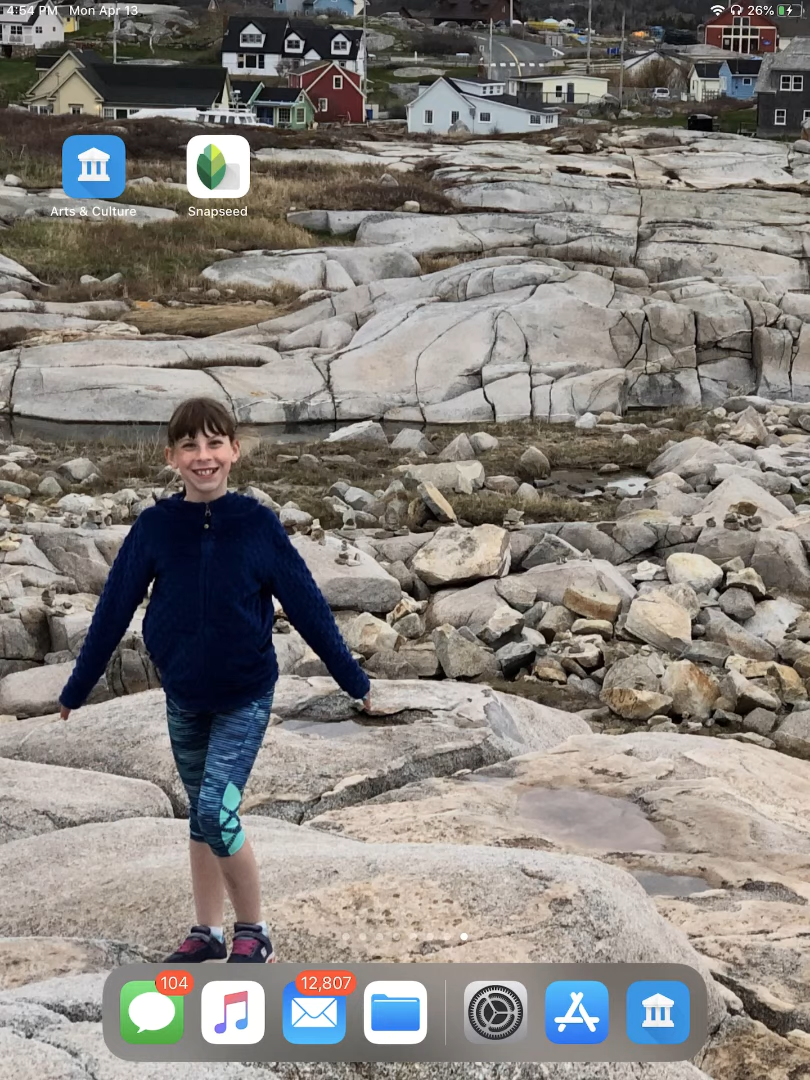 4:54 PM Mon Apr 13
26%
Arts & Culture
Snapseed
104
12,807